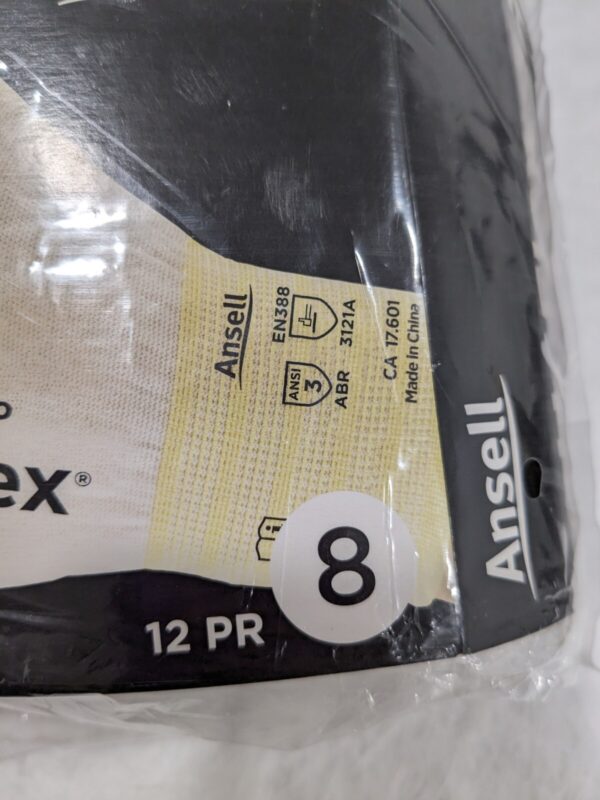 Ansell
EN388
3121A
ANSI
3
ABR
CA 17.601
Made in China
ex®
8
12 PR
Ansell